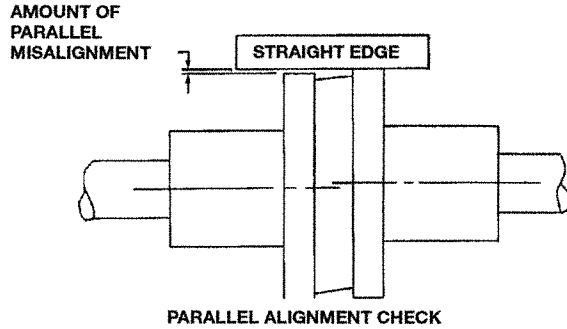 AMOUNT OF
PARALLEL
MISALIGNMENT
STRAIGHT EDGE
PARALLEL ALIGNMENT CHECK